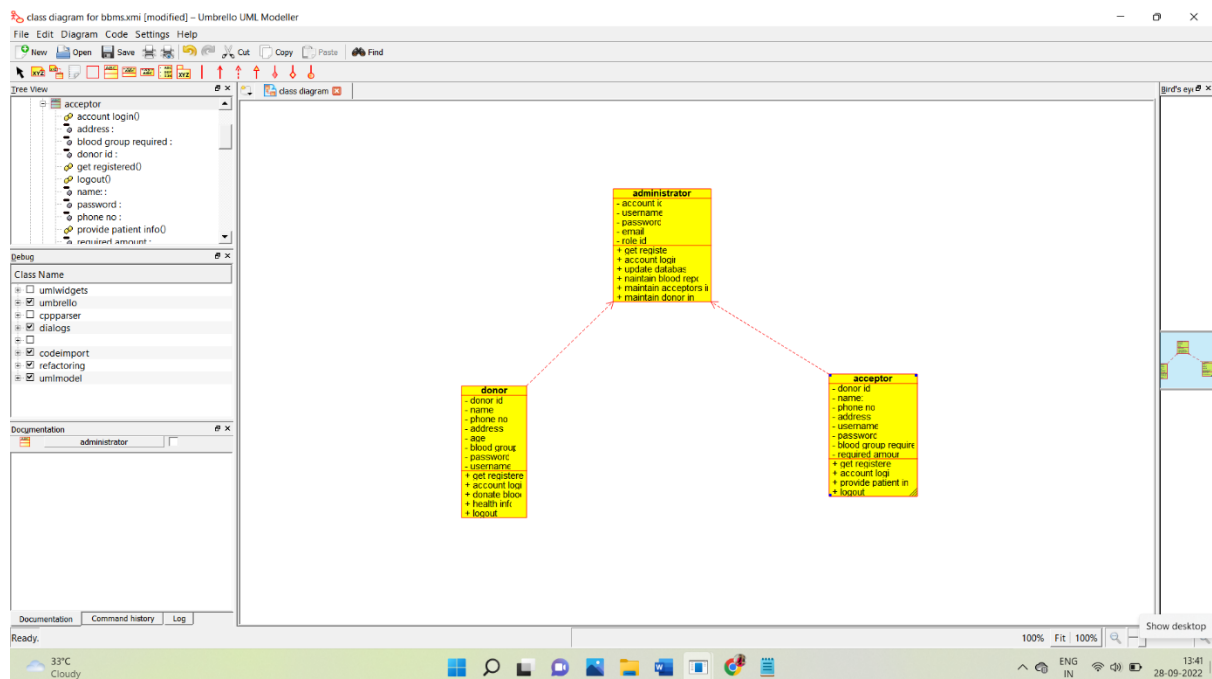 class diagram for bbms.xmi [modified] – Umbrello UML Modeller
File Edit Diagram Code Settings Help
New Open Save Cut Copy Paste Find
Tree View
class diagram
Bird's eye
acceptor
account login()
address :
blood group required :
donor id :
get registered()
logout()
name: :
password :
phone no :
provide patient info()
required amount :
Debug
Class Name
umlwidgets
umbrello
cppparser
dialogs
codeimport
refactoring
umlmodel
Documentation
administrator
Documentation Command history Log
administrator
- account ic
- username
- password
- email
- role id
+ get registe
+ account logir
+ update databas
+ naintain blood repo
+ maintain acceptors i
+ maintain donor in
donor
- donor id
- name
- phone no
- address
- age
- blood group
- password
- username
+ get registere
+ account logi
+ donate bloo
+ health info
+ logout
acceptor
- donor id
- name:
- phone no
- address
- username
- password
- blood group require
- required amour
+ get registere
+ account logi
+ provide patient in
+ logout
Ready.
100% Fit 100%
Show desktop
33°C
Cloudy
ENG
IN
13:41
28-09-2022